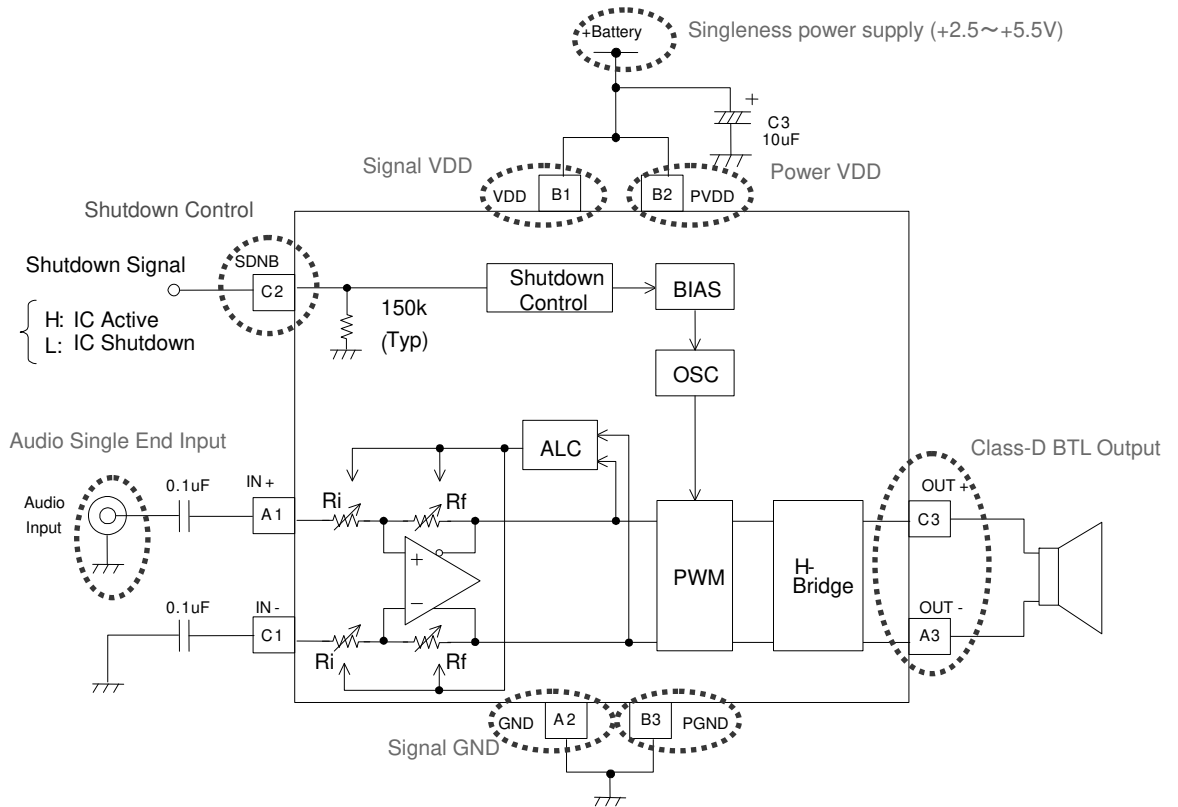 +Battery
Singleness power supply (+2.5～+5.5V)
+
C3
10uF
Signal VDD
Power VDD
VDD
B1
B2
PVDD
Shutdown Control
SDNB
Shutdown Signal
C2
H: IC Active
L: IC Shutdown
150k
(Typ)
Shutdown
Control
BIAS
OSC
ALC
Audio Single End Input
Class-D BTL Output
Audio
Input
0.1uF
IN +
A1
Ri
Rf
+
−
PWM
H-
Bridge
OUT +
C3
OUT -
A3
0.1uF
IN -
C1
Ri
Rf
GND
A2
B3
PGND
Signal GND